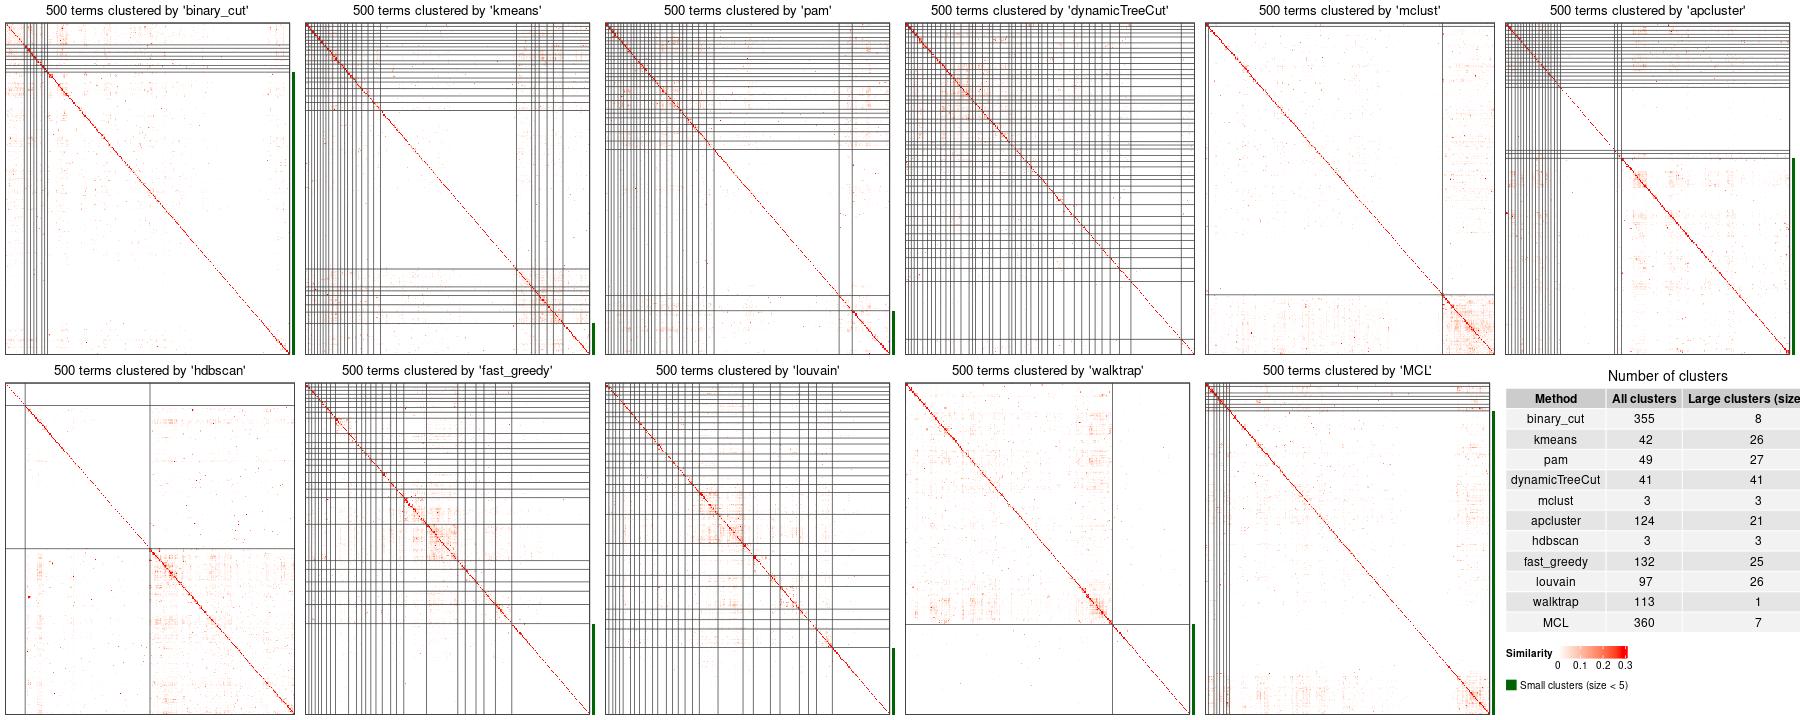 500 terms clustered by 'binary_cut'
500 terms clustered by 'kmeans'
500 terms clustered by 'pam'
500 terms clustered by 'dynamicTreeCut'
500 terms clustered by 'mclust'
500 terms clustered by 'apcluster'
500 terms clustered by 'hdbscan'
500 terms clustered by 'fast_greedy'
500 terms clustered by 'louvain'
500 terms clustered by 'walktrap'
500 terms clustered by 'MCL'
Number of clusters
Method All clusters Large clusters (size
binary_cut 355 8
kmeans 42 26
pam 49 27
dynamicTreeCut 41 41
mclust 3 3
apcluster 124 21
hdbscan 3 3
fast_greedy 132 25
louvain 97 26
walktrap 113 1
MCL 360 7
Similarity
0 0.1 0.2 0.3
Small clusters (size < 5)